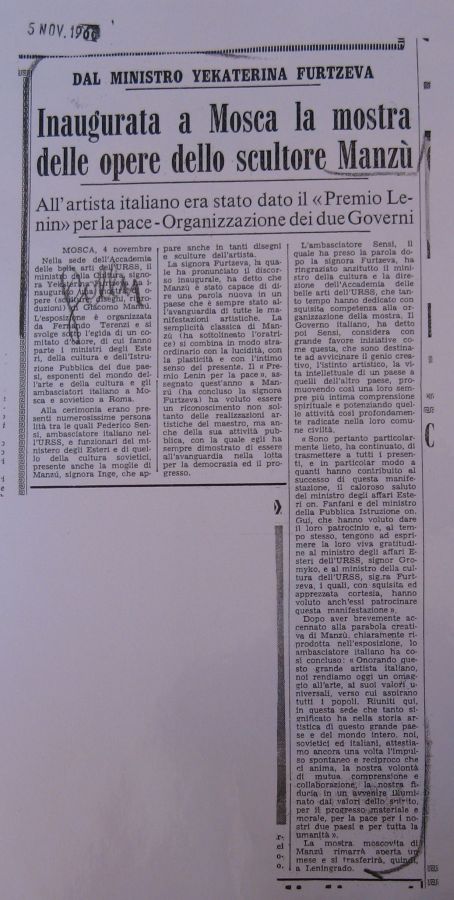 5 NOV. 1966
DAL MINISTRO YEKATERINA FURTZEVA
Inaugurata a Mosca la mostra
delle opere dello scultore Manzù
All'artista italiano era stato dato il «Premio Le-
nin» per la pace - Organizzazione dei due Governi
MOSCA, 4 novembre
Nella sede dell'Accademia
delle belle arti dell'URSS, il
ministro alla
signora
Ye
inaugu
opere
disegni,
duzioni) Giacomo Manzù.
L'esposizione è organizzata
da Ferruccio Terenzi e si
svolge sotto l'egida di un co-
mitato d'onore, di cui fanno
parte i ministri degli Este-
ri, della cultura e dell'Istru-
zione Pubblica dei due pae-
si, esponenti del mondo del-
l'arte e della cultura e gli
ambasciatori italiano a
Mosca e sovietico a Roma.
Alla cerimonia erano pre-
senti numerosissime persona-
lità tra le quali Federico Sen-
si, ambasciatore italiano nel-
l'URSS, e funzionari del mi-
nistero degli Esteri e di quel-
lo della cultura sovietici,
presente anche la moglie di
Manzù, signora Inge, che ap-
pare anche in tanti disegni
e sculture dell'artista.
La signora Furtzeva, la qua-
le ha pronunciato il discor-
so inaugurale, ha detto che
Manzù è stato capace di di-
re una parola nuova in un
paese che è sempre stato al-
l'avanguardia di tutte le ma-
nifestazioni artistiche. La
semplicità classica di Man-
zù (ha sottolineato l'orato-
re) si combina in modo stra-
ordinario con la lucidità, con
la plasticità e con l'intimo
senso del presente. Il «Pre-
mio Lenin per la pace», as-
segnato quest'anno a Man-
zù (ha concluso la signora
Furtzeva) ha voluto essere
un riconoscimento non sol-
tanto delle realizzazioni ar-
tistiche del maestro, ma an-
che della sua attività pubbli-
ca, con la quale egli ha
sempre dimostrato di essere
all'avanguardia nella lotta
per la democrazia ed il pro-
gresso.
L'ambasciatore Sensi, il
quale ha preso la parola do-
po la signora Furtzeva, ha
ringraziato anzitutto il mini-
stro della cultura e la dire-
zione dell'Accademia delle
belle arti dell'URSS, che tan-
to tempo hanno dedicato con
squisita competenza alla or-
ganizzazione della mostra. Il
Governo italiano, ha detto
poi Sensi, considera con
grande favore iniziative co-
me questa, che sono destina-
te ad avvicinare il genio crea-
tivo, l'istinto artistico, la vi-
ta intellettuale di un paese a
quelli dell'altro paese, pro-
muovendo così una loro sem-
pre più intima comprensione
spirituale e potenziando quel-
le attività così profondamen-
te radicate nella loro comu-
ne civiltà.
«Sono pertanto particolar-
mente lieto, ha continuato, di
trasmettere a tutti i presen-
ti, e in particolar modo a
quanti hanno contribuito al
successo di questa manife-
stazione, il caloroso saluto
del ministro degli affari Este-
ri on. Fanfani e del ministro
della Pubblica Istruzione on.
Gui, che hanno voluto dare
il loro patrocinio e, al tem-
po stesso, tengono ad espri-
mere la loro viva gratitudi-
ne al ministro degli affari E-
steri dell'URSS, signor Gro-
myko, e al ministro della cul-
tura dell'URSS, sig.ra Furt-
zeva, i quali, con squisita ed
apprezzata cortesia, hanno
voluto anch'essi patrocinare
questa manifestazione».
Dopo aver brevemente ac-
cennato alla parabola creati-
va di Manzù, chiaramente ri-
prodotta nell'esposizione, lo
ambasciatore italiano ha co-
sì concluso: «Onorando que-
sto grande artista italiano,
noi rendiamo oggi un omag-
gio all'arte, ai suoi valori u-
niversali, verso cui aspirano
tutti i popoli. Riuniti qui,
in questa sede che tanto si-
gnificato ha nella storia ar-
tistica di questo grande pae-
se e del mondo intero, noi,
sovietici ed italiani, attestia-
mo ancora una volta l'impul-
so spontaneo e reciproco che
ci anima, la nostra volontà
di mutua comprensione e
collaborazione, la nostra fi-
ducia in un avvenire illumi-
nato dai valori dello spirito,
per il progresso materiale e
morale, per la pace per i no-
stri due paesi e per tutta la
umanità».
La mostra moscovita di
Manzù rimarrà aperta un
mese e si trasferirà, quindi,
a Leningrado.